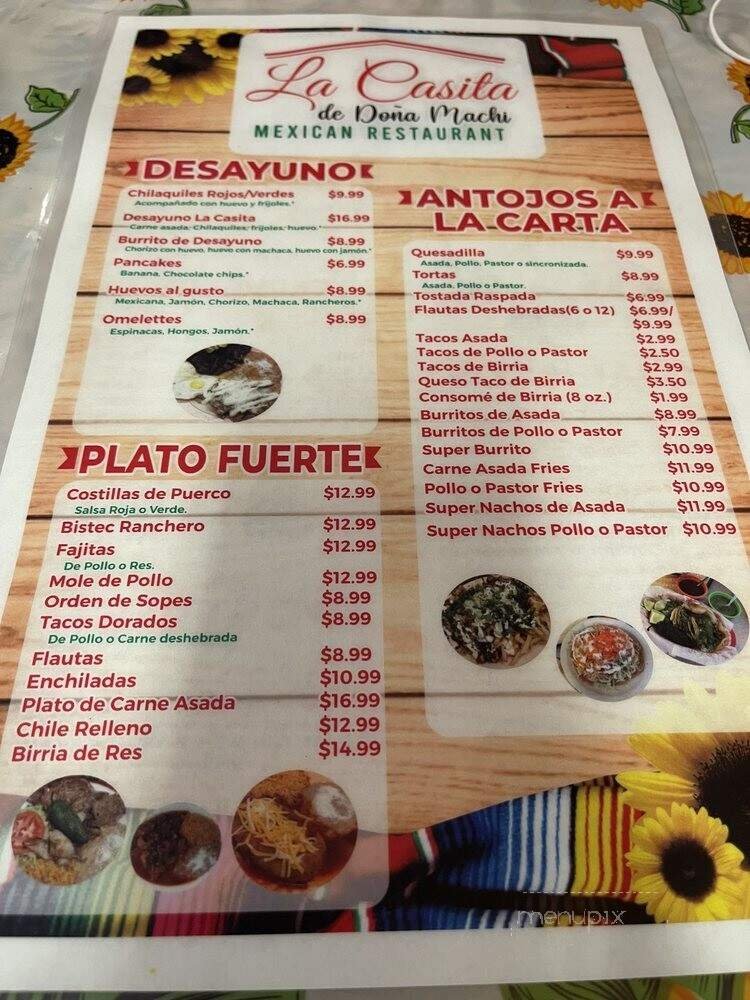 La Casita
de Doña Machi
MEXICAN RESTAURANT
DESAYUNO
Chilaquiles Rojos/Verdes $9.99
Acompañado con huevo y frijoles.*
Desayuno La Casita $16.99
Carne asada, Chilaquiles, frijoles, huevo.*
Burrito de Desayuno $8.99
Chorizo con huevo, huevo con machaca, huevo con jamón.*
Pancakes $6.99
Banana, Chocolate chips.*
Huevos al gusto $8.99
Mexicana, Jamón, Chorizo, Machaca, Rancheros.*
Omelettes $8.99
Espinacas, Hongos, Jamón.*
PLATO FUERTE
Costillas de Puerco $12.99
Salsa Roja o Verde.
Bistec Ranchero $12.99
Fajitas $12.99
De Pollo o Res.
Mole de Pollo $12.99
Orden de Sopes $8.99
Tacos Dorados $8.99
De Pollo o Carne deshebrada
Flautas $8.99
Enchiladas $10.99
Plato de Carne Asada $16.99
Chile Relleno $12.99
Birria de Res $14.99
ANTOJOS A
LA CARTA
Quesadilla $9.99
Asada, Pollo, Pastor o sincronizada.
Tortas $8.99
Asada, Pollo o Pastor.
Tostada Raspada $6.99
Flautas Deshebradas(6 o 12) $6.99/
$9.99
Tacos Asada $2.99
Tacos de Pollo o Pastor $2.50
Tacos de Birria $2.99
Queso Taco de Birria $3.50
Consomé de Birria (8 oz.) $1.99
Burritos de Asada $8.99
Burritos de Pollo o Pastor $7.99
Super Burrito $10.99
Carne Asada Fries $11.99
Pollo o Pastor Fries $10.99
Super Nachos de Asada $11.99
Super Nachos Pollo o Pastor $10.99
menupix